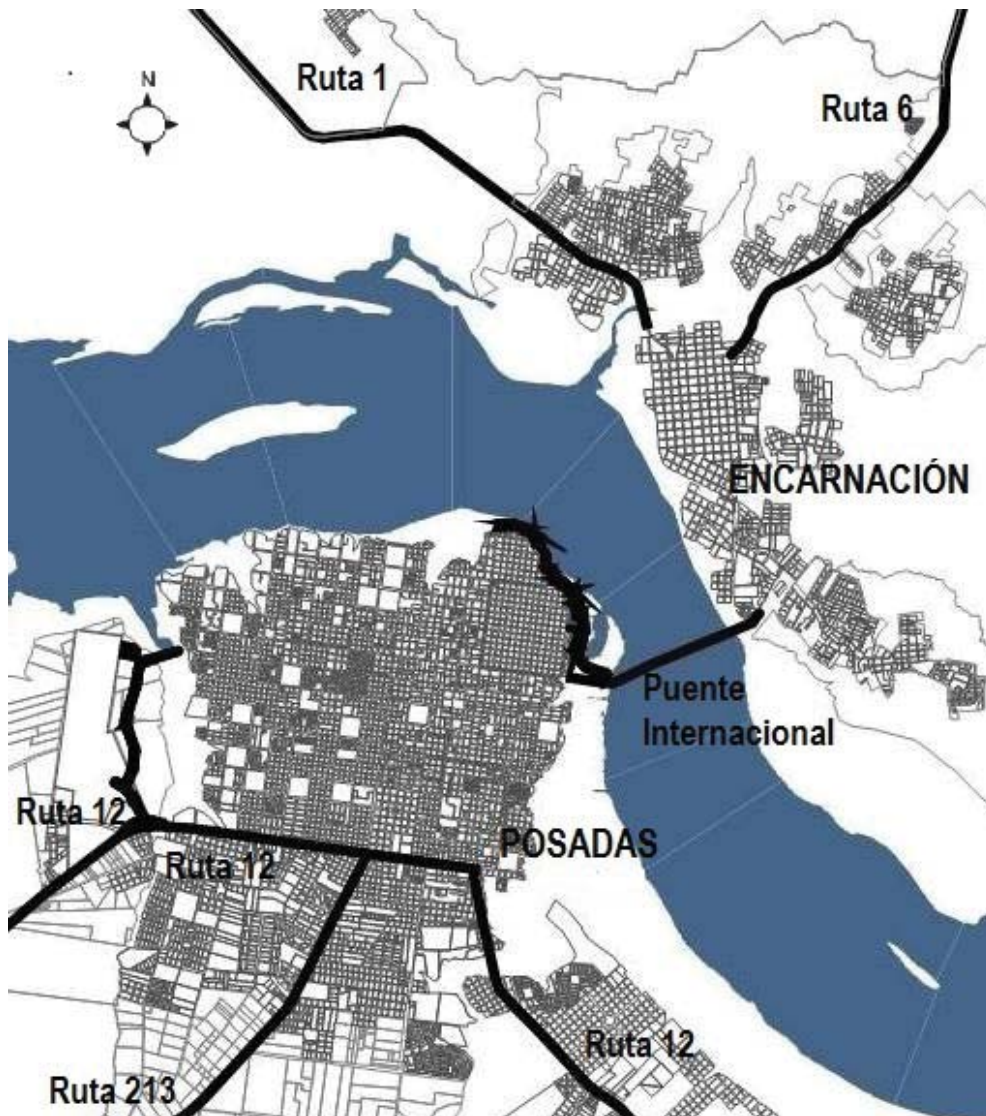 Ruta 1
N
Ruta 6
ENCARNACIÓN
Puente
Internacional
Ruta 12
POSADAS
Ruta 12
Ruta 12
Ruta 213